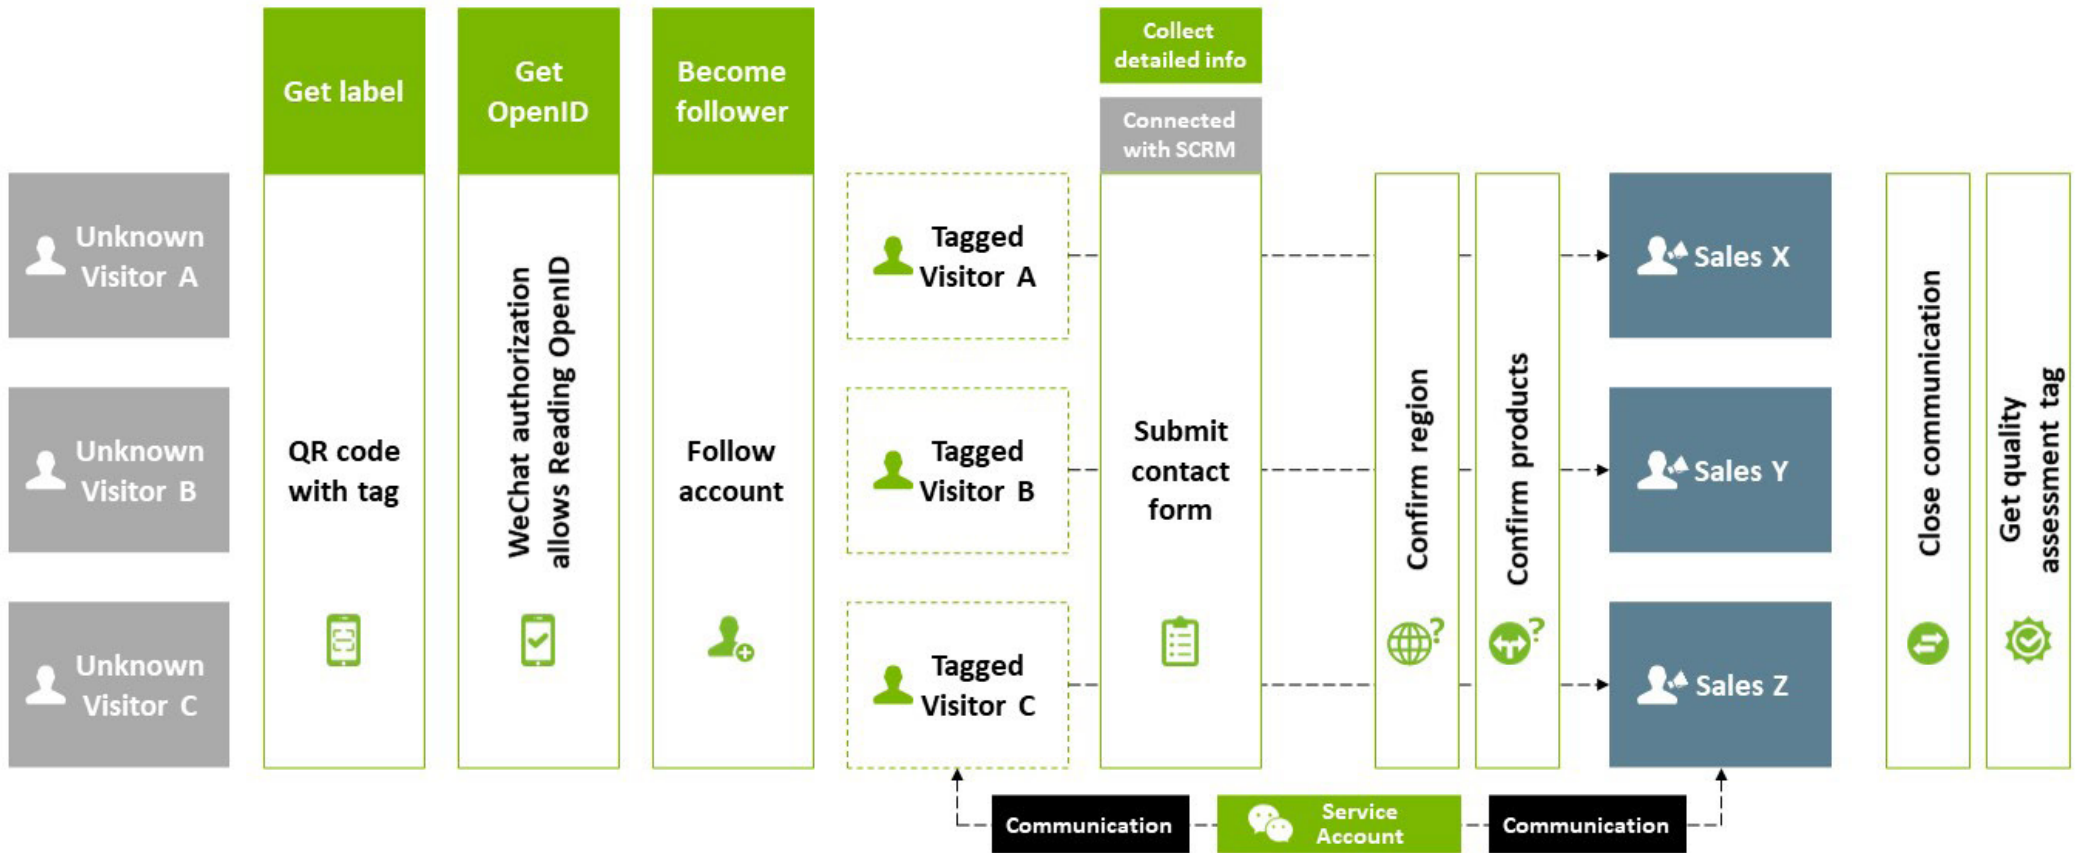 Get label
Get
OpenID
Become
follower
Collect
detailed info
Connected
with SCRM
Unknown
Visitor A
Unknown
Visitor B
Unknown
Visitor C
QR code
with tag
WeChat authorization
allows Reading OpenID
Follow
account
Tagged
Visitor A
Tagged
Visitor B
Tagged
Visitor C
Submit
contact
form
Confirm region
?
Confirm products
?
Sales X
Sales Y
Sales Z
Close communication
Get quality
assessment tag
Communication
Service
Account
Communication